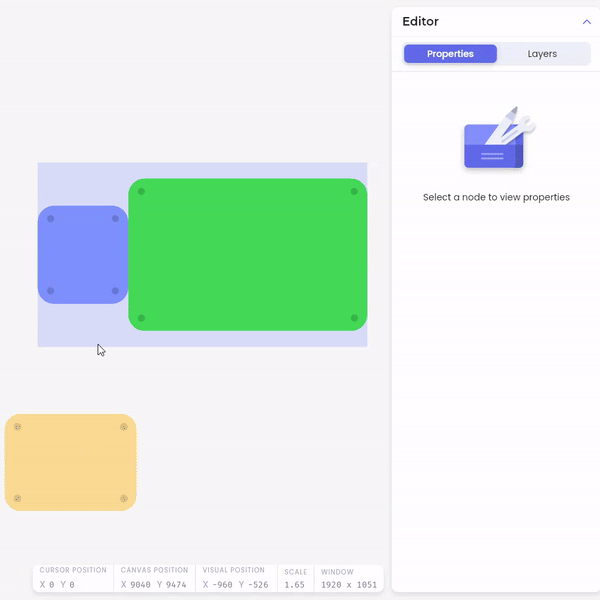 Editor
Properties Layers
Select a node to view properties
CURSOR POSITION CANVAS POSITION VISUAL POSITION SCALE WINDOW
X 0 Y 0 X 9040 Y 9474 X -960 Y -526 1.65 1920 x 1051